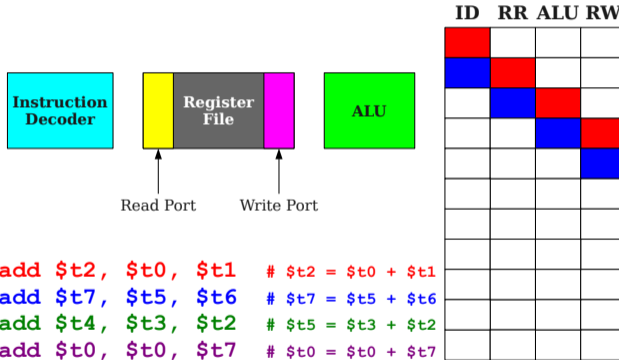 ID RR ALU RW
Instruction
Decoder
Register
File
ALU
Read Port Write Port
add $t2, $t0, $t1 # $t2 = $t0 + $t1
add $t7, $t5, $t6 # $t7 = $t5 + $t6
add $t4, $t3, $t2 # $t5 = $t3 + $t2
add $t0, $t0, $t7 # $t0 = $t0 + $t7